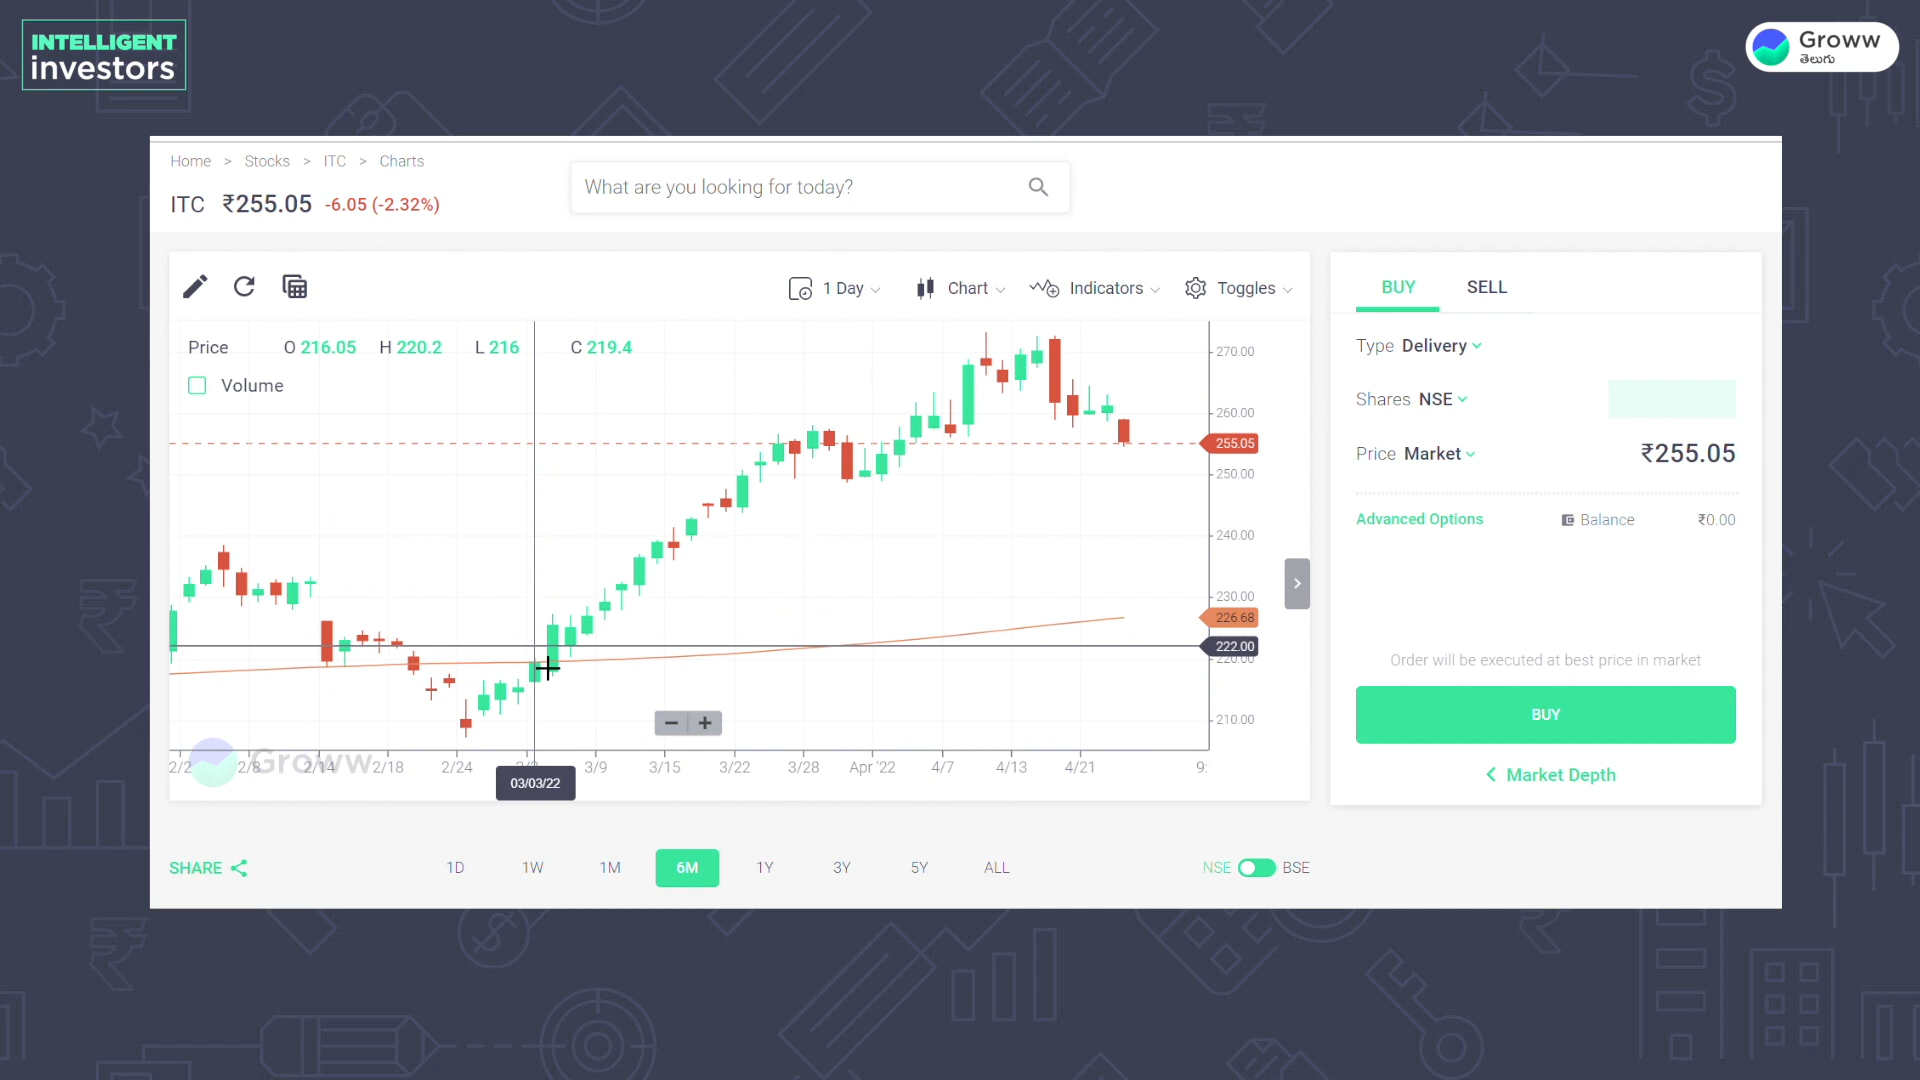 INTELLIGENT
investors
Groww
తెలుగు
Home > Stocks > ITC > Charts
ITC ₹255.05 -6.05 (-2.32%)
What are you looking for today?
1 Day
Chart
Indicators
Toggles
Price O 216.05 H 220.2 L 216 C 219.4
Volume
270.00
260.00
255.05
250.00
240.00
230.00
226.68
222.00
220.00
210.00
Groww
2/2 2/8 2/14 2/18 2/24 3/9 3/15 3/22 3/28 Apr '22 4/7 4/13 4/21 9:
03/03/22
SHARE
1D 1W 1M 6M 1Y 3Y 5Y ALL
NSE BSE
BUY SELL
Type Delivery
Shares NSE
Price Market ₹255.05
Advanced Options Balance ₹0.00
Order will be executed at best price in market
BUY
Market Depth